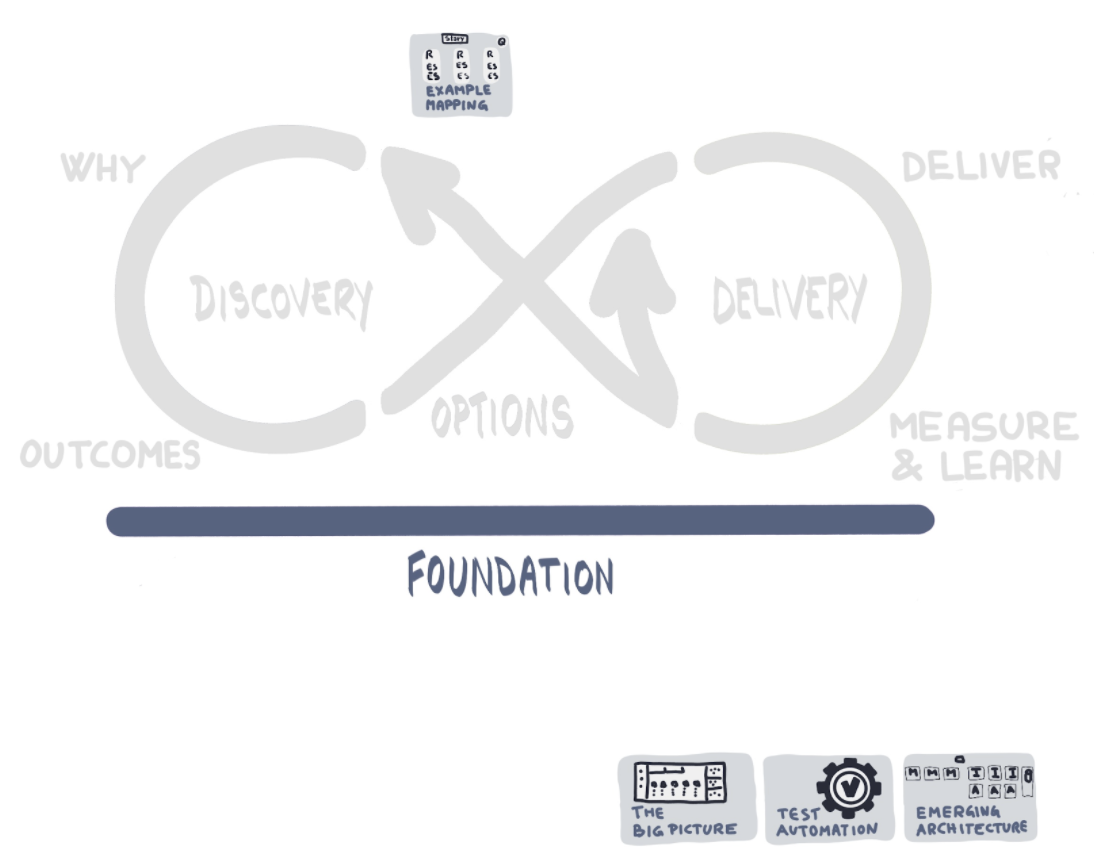 Story
Q
R R R
ES ES ES
ES ES ES
EXAMPLE
MAPPING
WHY
DELIVER
DISCOVERY
DELIVERY
OPTIONS
OUTCOMES
MEASURE
& LEARN
FOUNDATION
THE
BIG PICTURE
TEST
AUTOMATION
M M M I I I
A A A
EMERGING
ARCHITECTURE